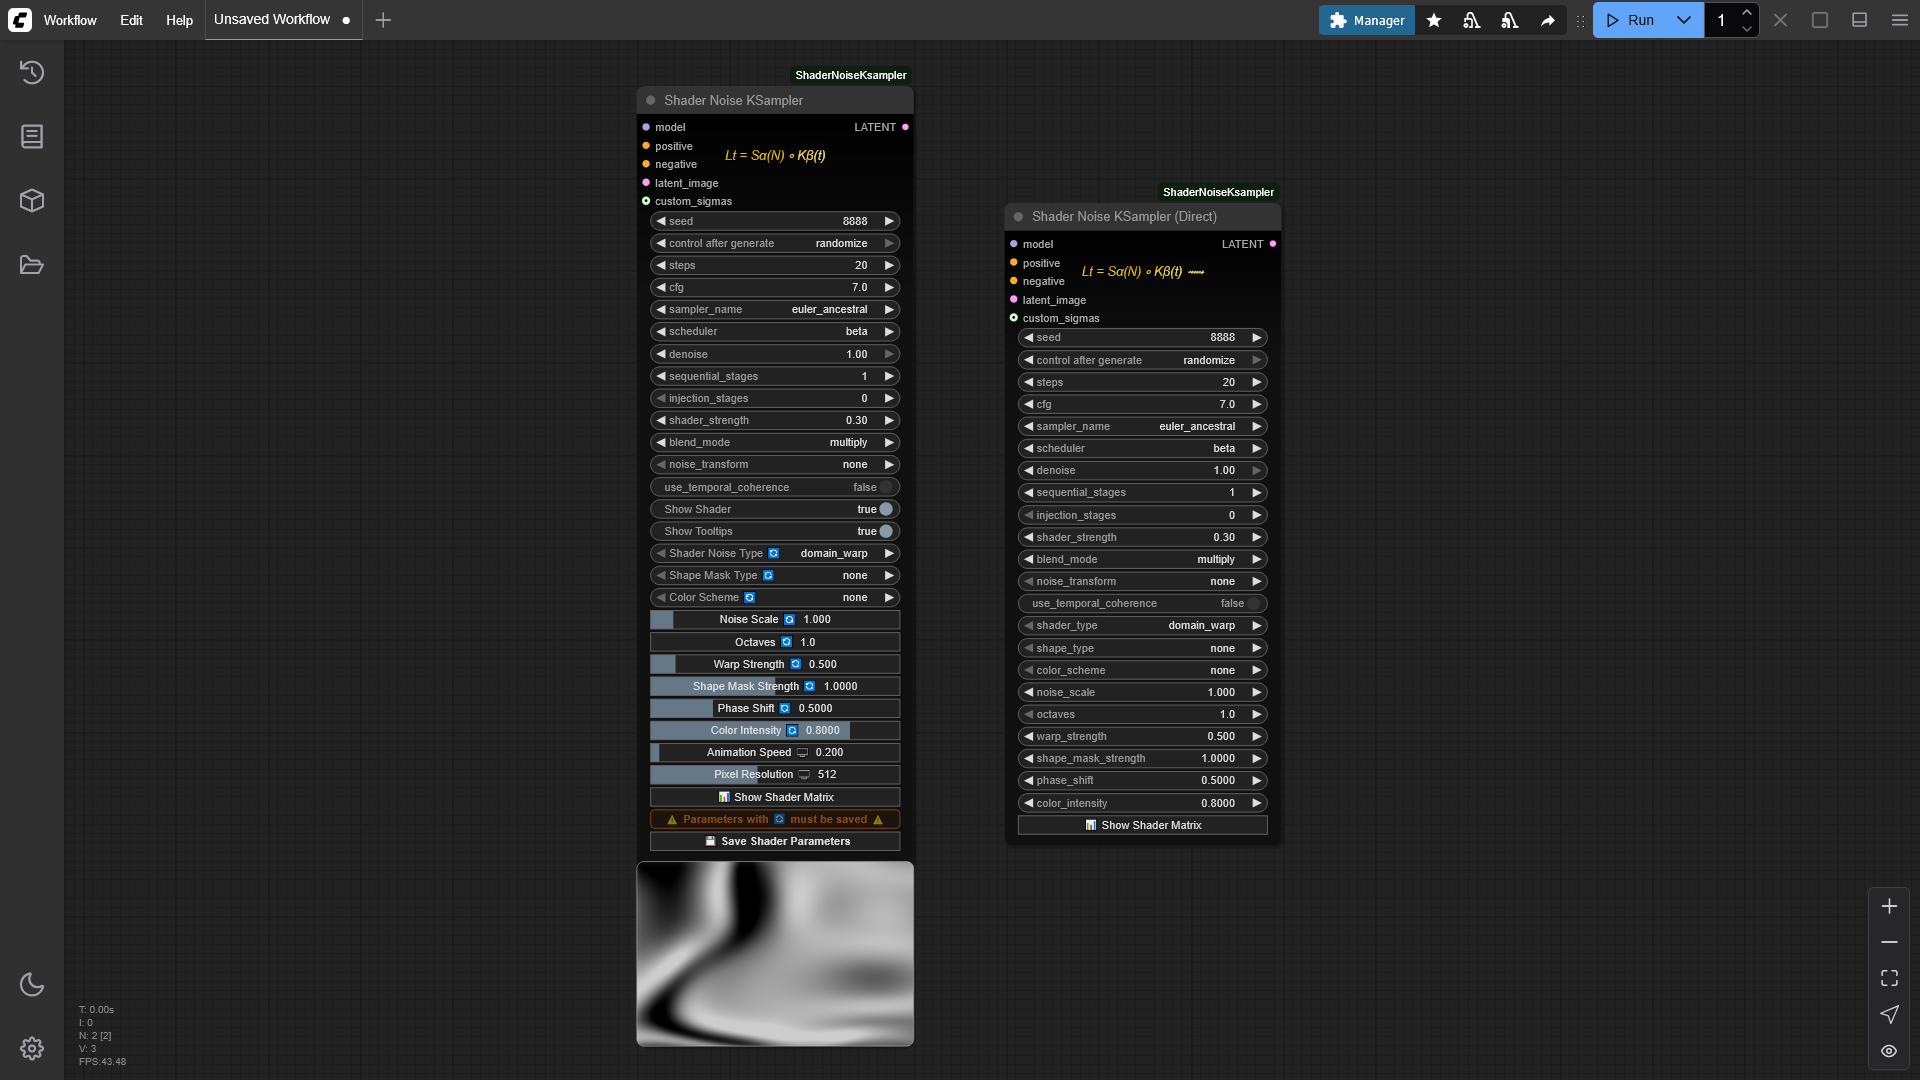 Workflow Edit Help Unsaved Workflow
Manager Run 1
ShaderNoiseKsampler
Shader Noise KSampler
model LATENT
positive
Lt = Sα(N) ∘ Kβ(t)
negative
latent_image
custom_sigmas
seed 8888
control after generate randomize
steps 20
cfg 7.0
sampler_name euler_ancestral
scheduler beta
denoise 1.00
sequential_stages 1
injection_stages 0
shader_strength 0.30
blend_mode multiply
noise_transform none
use_temporal_coherence false
Show Shader true
Show Tooltips true
Shader Noise Type domain_warp
Shape Mask Type none
Color Scheme none
Noise Scale 1.000
Octaves 1.0
Warp Strength 0.500
Shape Mask Strength 1.0000
Phase Shift 0.5000
Color Intensity 0.8000
Animation Speed 0.200
Pixel Resolution 512
Show Shader Matrix
Parameters with must be saved
Save Shader Parameters
ShaderNoiseKsampler
Shader Noise KSampler (Direct)
model LATENT
positive
Lt = Sα(N) ∘ Kβ(t) ⟿
negative
latent_image
custom_sigmas
seed 8888
control after generate randomize
steps 20
cfg 7.0
sampler_name euler_ancestral
scheduler beta
denoise 1.00
sequential_stages 1
injection_stages 0
shader_strength 0.30
blend_mode multiply
noise_transform none
use_temporal_coherence false
shader_type domain_warp
shape_type none
color_scheme none
noise_scale 1.000
octaves 1.0
warp_strength 0.500
shape_mask_strength 1.0000
phase_shift 0.5000
color_intensity 0.8000
Show Shader Matrix
T: 0.00s
I: 0
N: 2 [2]
V: 3
FPS:43.48